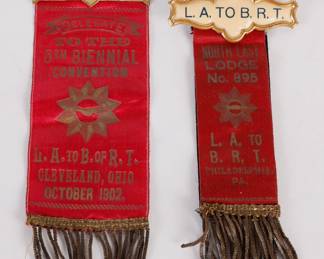 DELEGATE
TO THE
8TH BIENNIAL
CONVENTION
L. A. TO B. OF R. T.
CLEVELAND, OHIO
OCTOBER 1902.
L. A. TO B. R. T.
NORTH EAST
LODGE
No. 895
L. A. TO
B. R. T.
PHILADELPHIA,
PA.